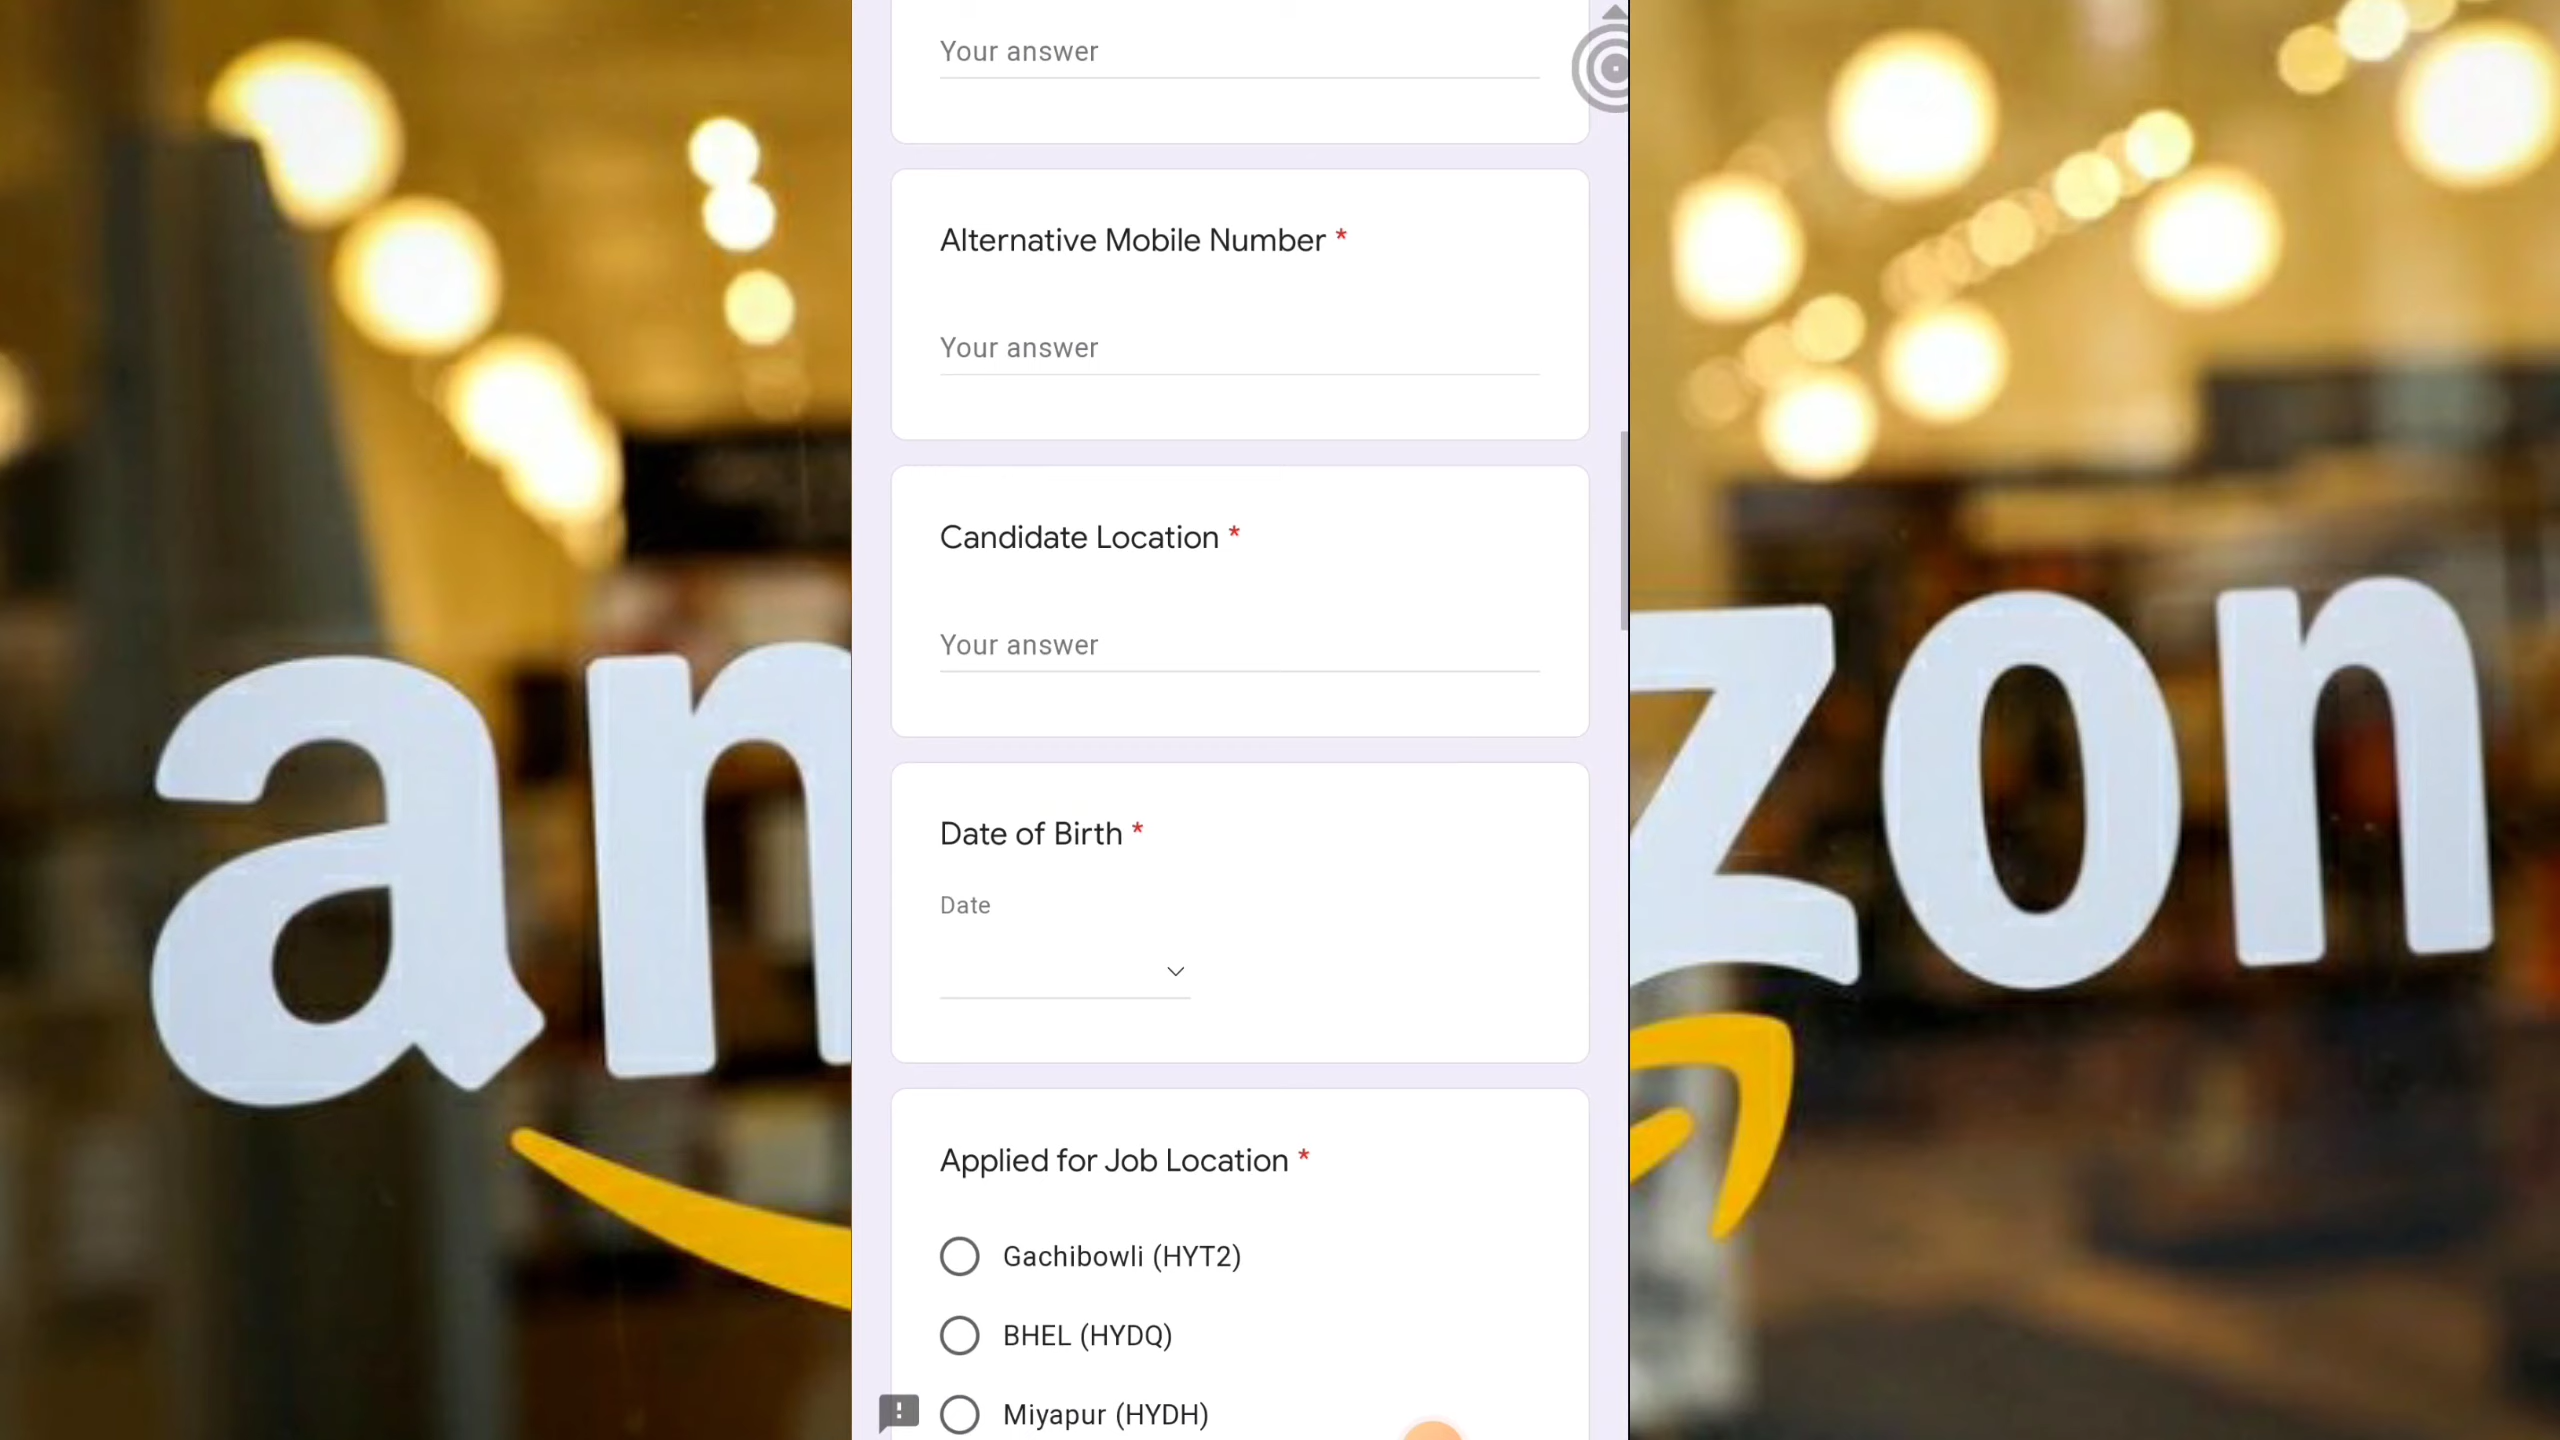 Your answer
Alternative Mobile Number *
Your answer
Candidate Location *
Your answer
Date of Birth *
Date
Applied for Job Location *
Gachibowli (HYT2)
BHEL (HYDQ)
Miyapur (HYDH)
am
zon